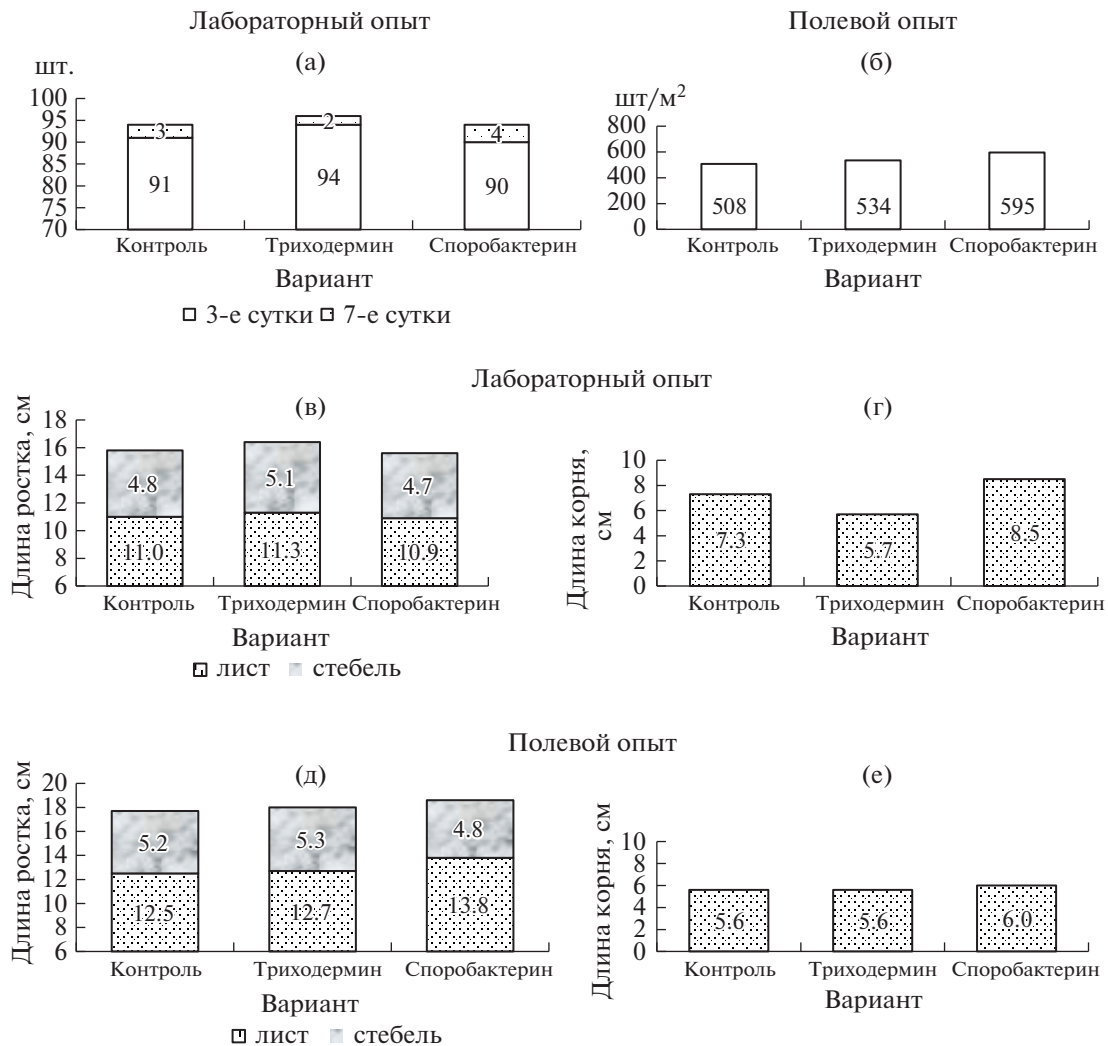 Лабораторный опыт
(а)
шт.
100
95
90
85
80
75
70
3
2
4
91
94
90
Контроль Триходермин Споробактерин
Вариант
3-е сутки 7-е сутки
Полевой опыт
(б)
шт/м²
800
600
400
200
0
508
534
595
Контроль Триходермин Споробактерин
Вариант
Лабораторный опыт
(в)
Длина ростка, см
18
16
14
12
10
8
6
4.8
5.1
4.7
11.0
11.3
10.9
Контроль Триходермин Споробактерин
Вариант
лист стебель
(г)
Длина корня,
см
10
8
6
4
2
0
7.3
5.7
8.5
Контроль Триходермин Споробактерин
Вариант
Полевой опыт
(д)
Длина ростка, см
20
18
16
14
12
10
8
6
5.2
5.3
4.8
12.5
12.7
13.8
Контроль Триходермин Споробактерин
Вариант
лист стебель
(е)
Длина корня, см
10
8
6
4
2
0
5.6
5.6
6.0
Контроль Триходермин Споробактерин
Вариант